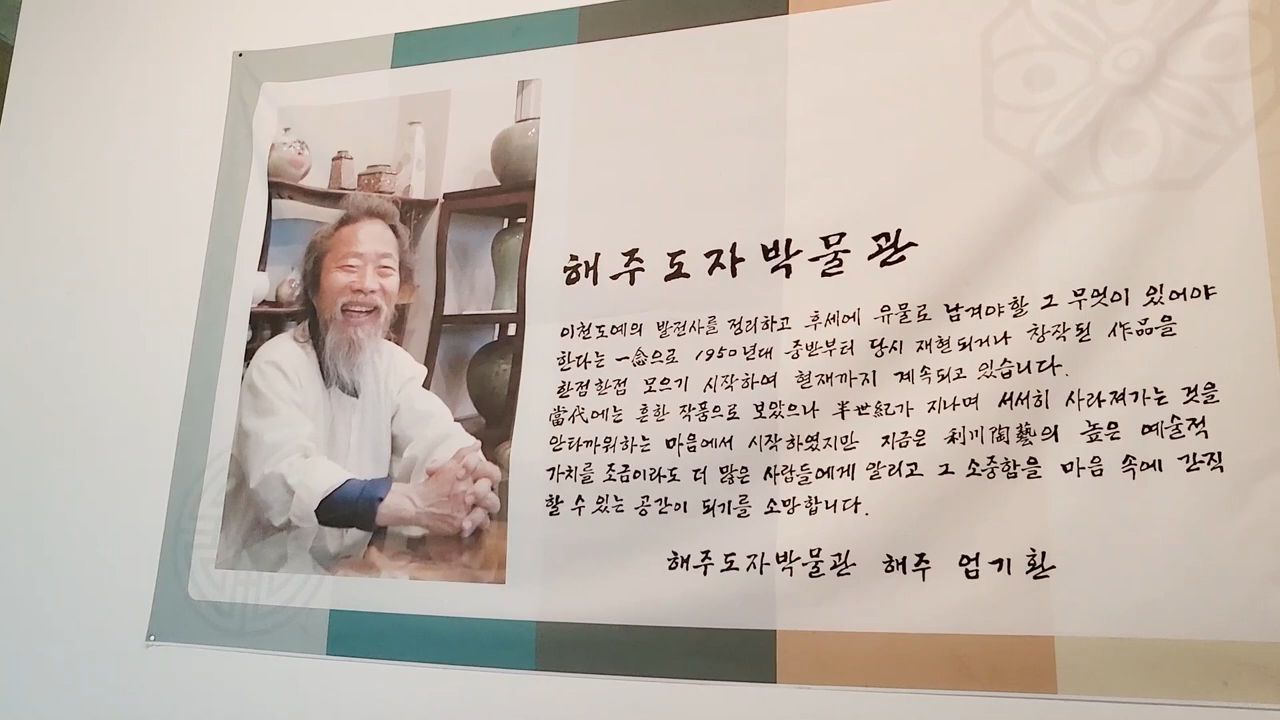 해주도자박물관
이천도예의 발전사를 정리하고 후세에 유물로 남겨야할 그 무엇이 있어야
한다는 一念으로 1950년대 중반부터 당시 재현되거나 창작된 作品을
한점한점 모으기 시작하여 현재까지 계속되고 있습니다.
當代에는 흔한 작품으로 보았으나 半世紀가 지나며 서서히 사라져가는 것을
안타까워하는 마음에서 시작하였지만 지금은 利川陶藝의 높은 예술적
가치를 조금이라도 더 많은 사람들에게 알리고 그 소중함을 마음 속에 간직
할 수 있는 공간이 되기를 소망합니다.
해주도자박물관 해주 엄기환